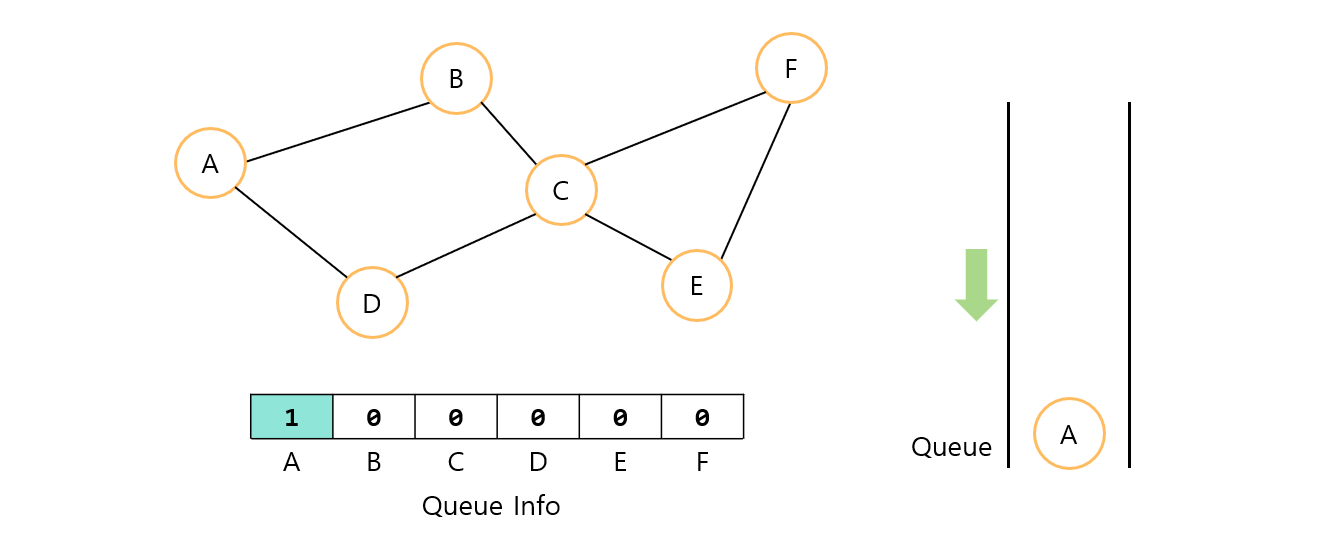 B
F
A
C
D
E
1 0 0 0 0 0
A B C D E F
Queue Info
Queue
A